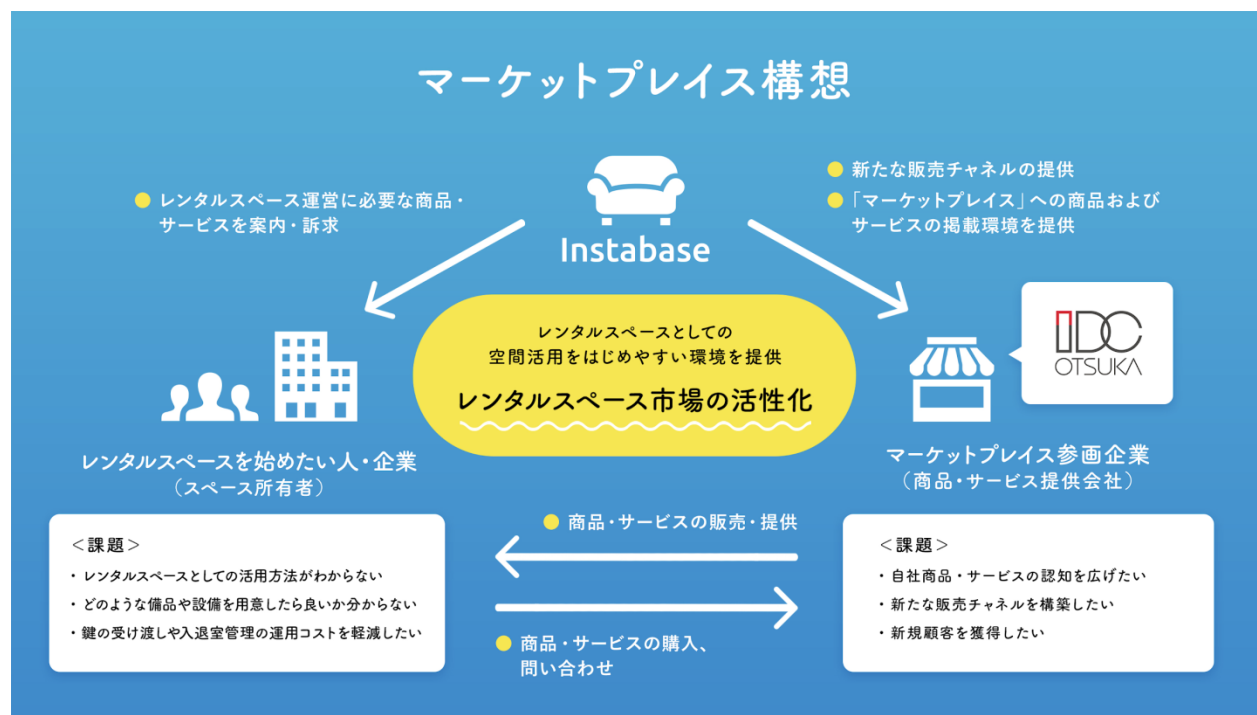 マーケットプレイス構想
● レンタルスペース運営に必要な商品・
サービスを案内・訴求
● 新たな販売チャネルの提供
● 「マーケットプレイス」への商品および
サービスの掲載環境を提供
Instabase
レンタルスペースとしての
空間活用をはじめやすい環境を提供
レンタルスペース市場の活性化
IDC
OTSUKA
レンタルスペースを始めたい人・企業
（スペース所有者）
マーケットプレイス参画企業
（商品・サービス提供会社）
＜課題＞
・レンタルスペースとしての活用方法がわからない
・どのような備品や設備を用意したら良いか分からない
・鍵の受け渡しや入退室管理の運用コストを軽減したい
● 商品・サービスの販売・提供
● 商品・サービスの購入、
問い合わせ
＜課題＞
・自社商品・サービスの認知を広げたい
・新たな販売チャネルを構築したい
・新規顧客を獲得したい